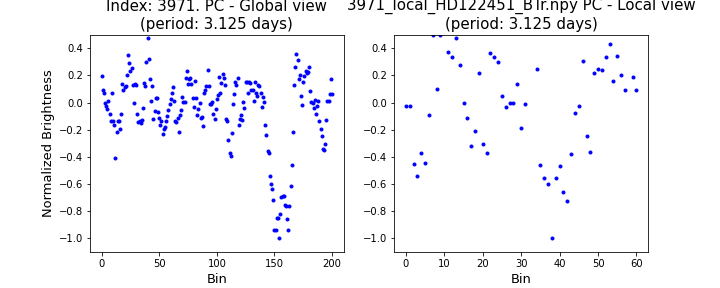 Index: 3971. PC - Global view
(period: 3.125 days)
3971_local_HD122451_BTr.npy PC - Local view
(period: 3.125 days)
Normalized Brightness
0.4
0.2
0.0
−0.2
−0.4
−0.6
−0.8
−1.0
0 50 100 150 200
Bin
0.4
0.2
0.0
−0.2
−0.4
−0.6
−0.8
−1.0
0 10 20 30 40 50 60
Bin